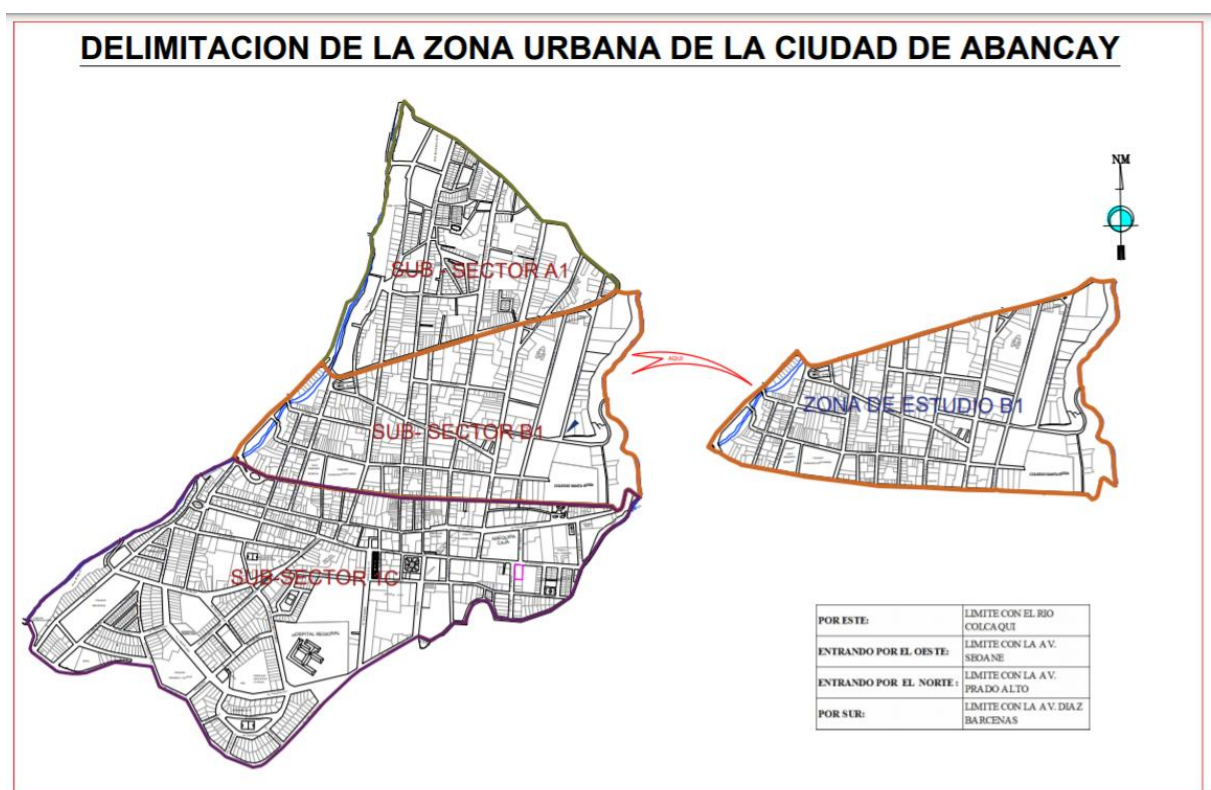 DELIMITACION DE LA ZONA URBANA DE LA CIUDAD DE ABANCAY
NM
SUB - SECTOR A1
AQUI
ZONA DE ESTUDIO B1
SUB- SECTOR B1
SUB-SECTOR 1C
HOSPITAL REGIONAL
POR ESTE: LIMITE CON EL RIO
COLCAQUI
ENTRANDO POR EL OESTE: LIMITE CON LA AV.
SEOANE
ENTRANDO POR EL NORTE : LIMITE CON LA AV.
PRADO ALTO
POR SUR: LIMITE CON LA AV. DIAZ
BARCENAS